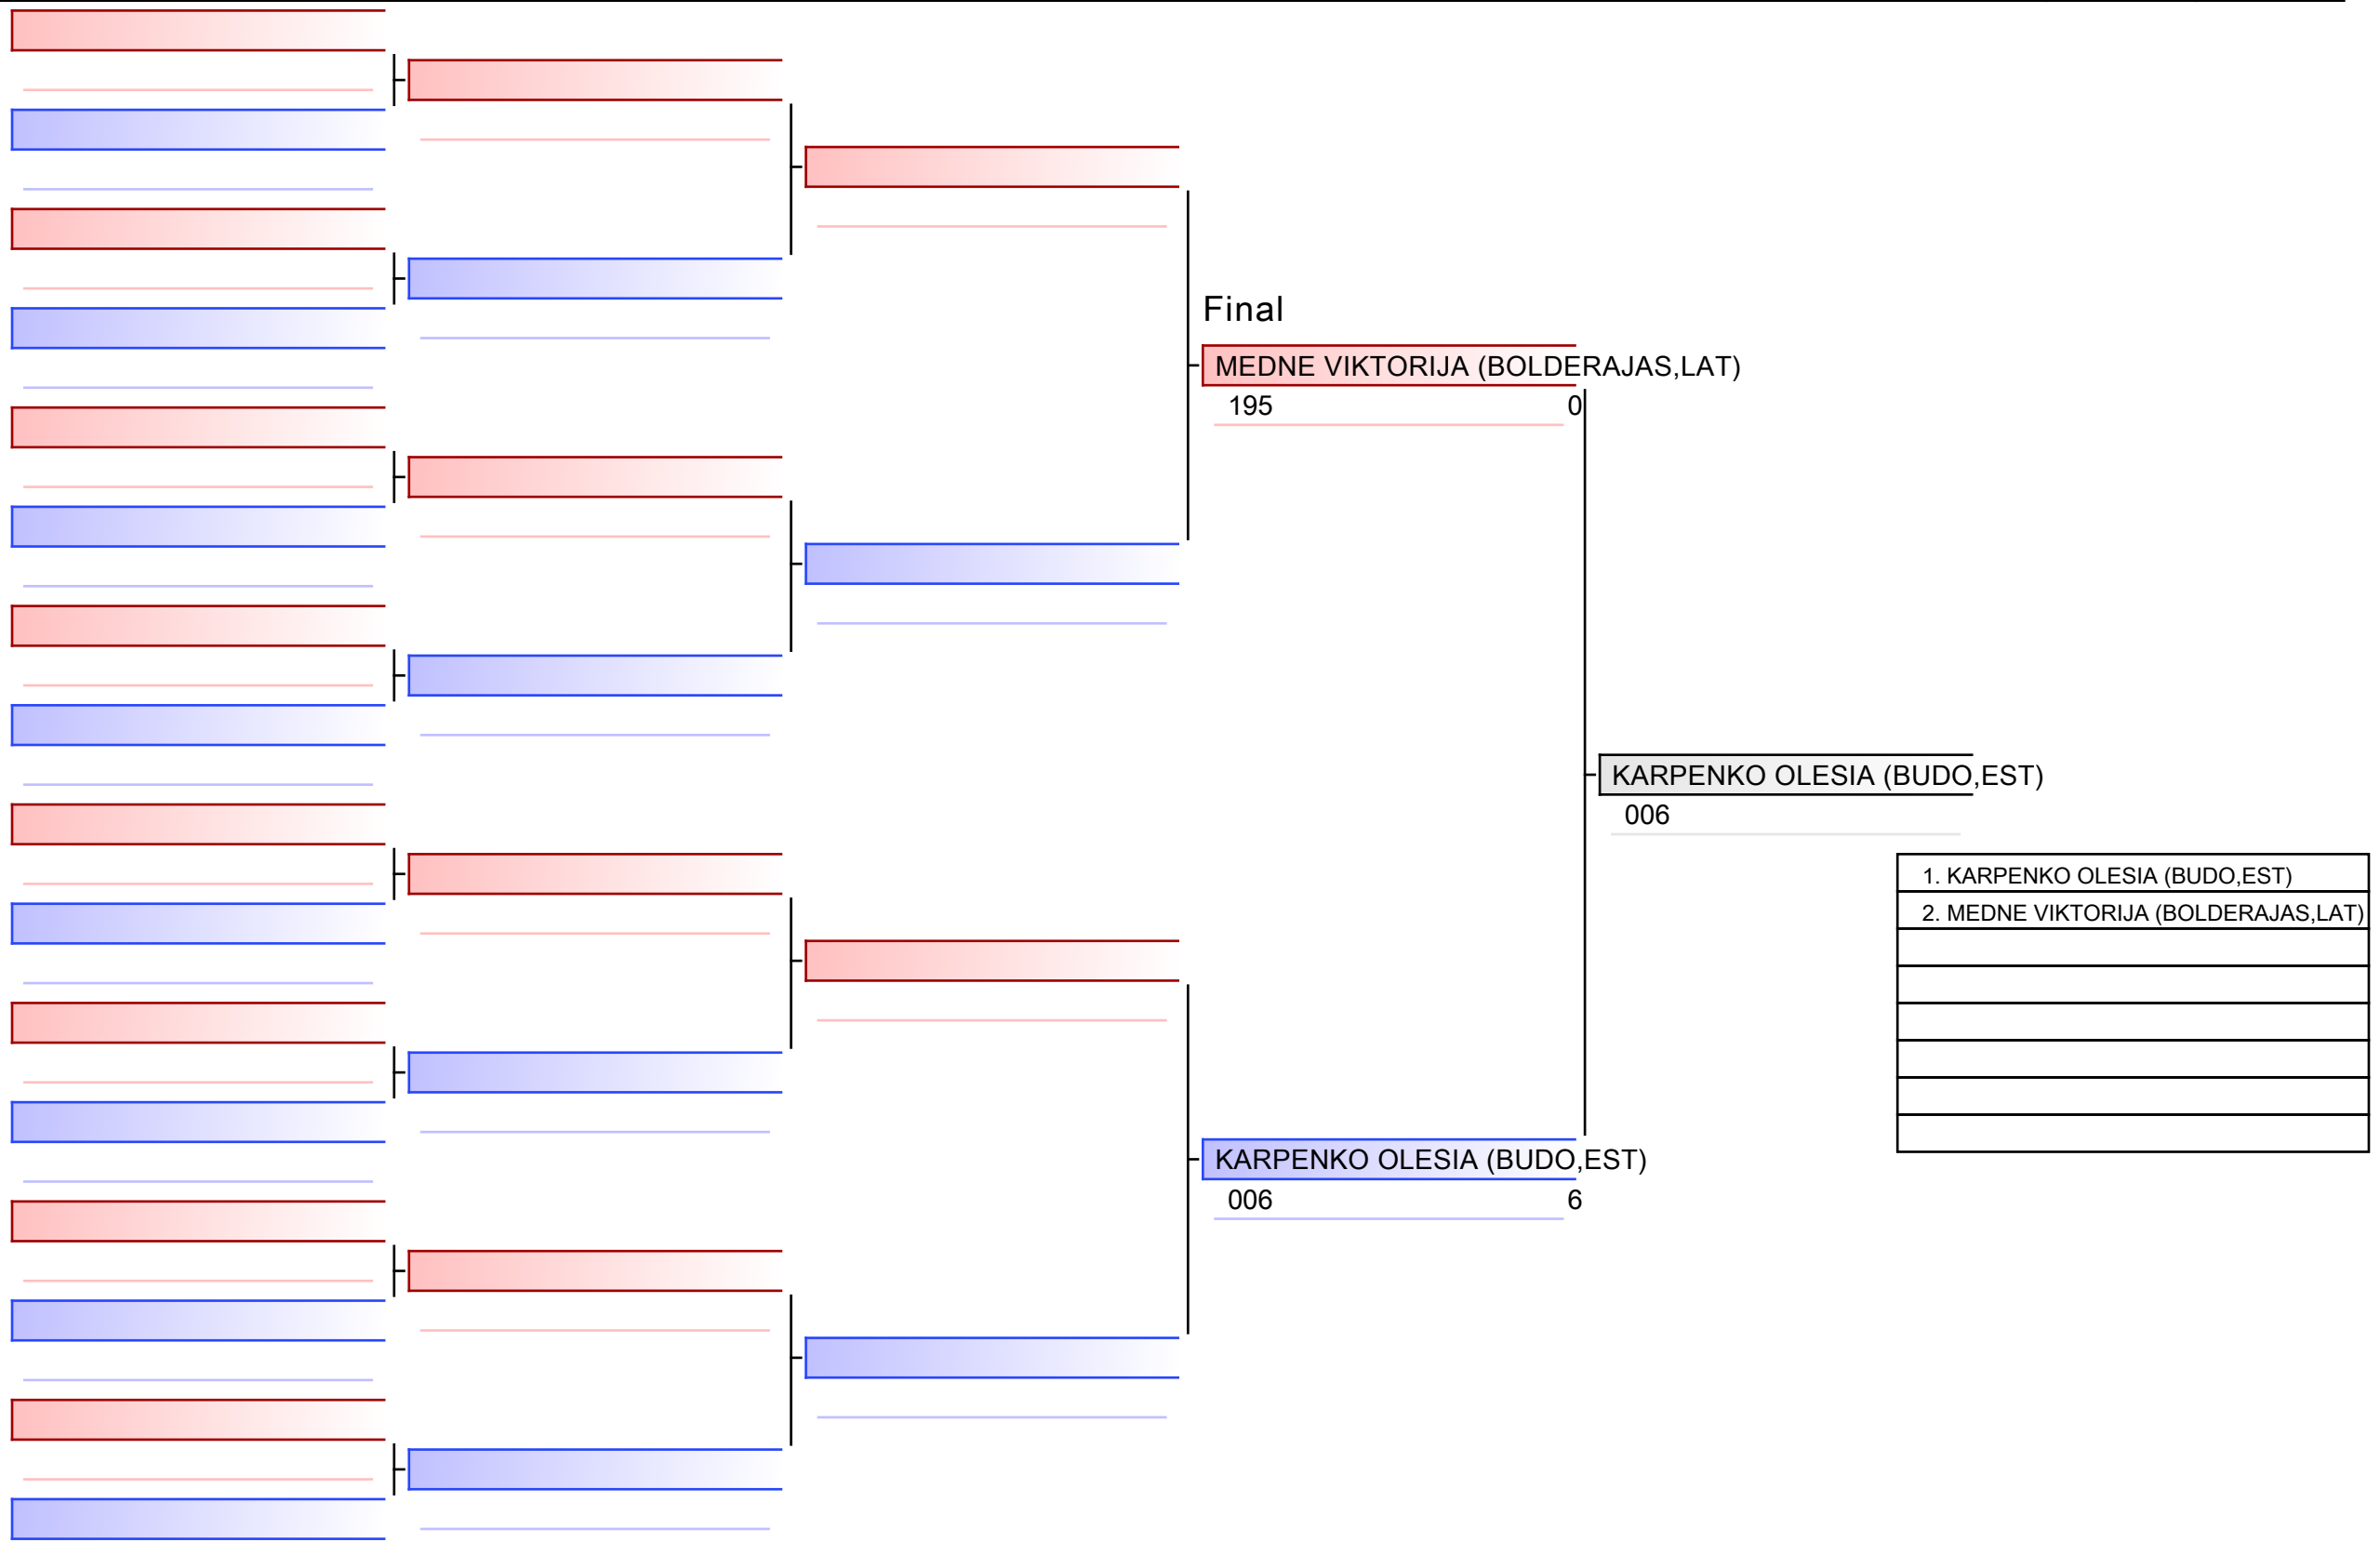 Final
MEDNE VIKTORIJA (BOLDERAJAS,LAT)
195 0
KARPENKO OLESIA (BUDO,EST)
006
1. KARPENKO OLESIA (BUDO,EST)
2. MEDNE VIKTORIJA (BOLDERAJAS,LAT)
KARPENKO OLESIA (BUDO,EST)
006 6